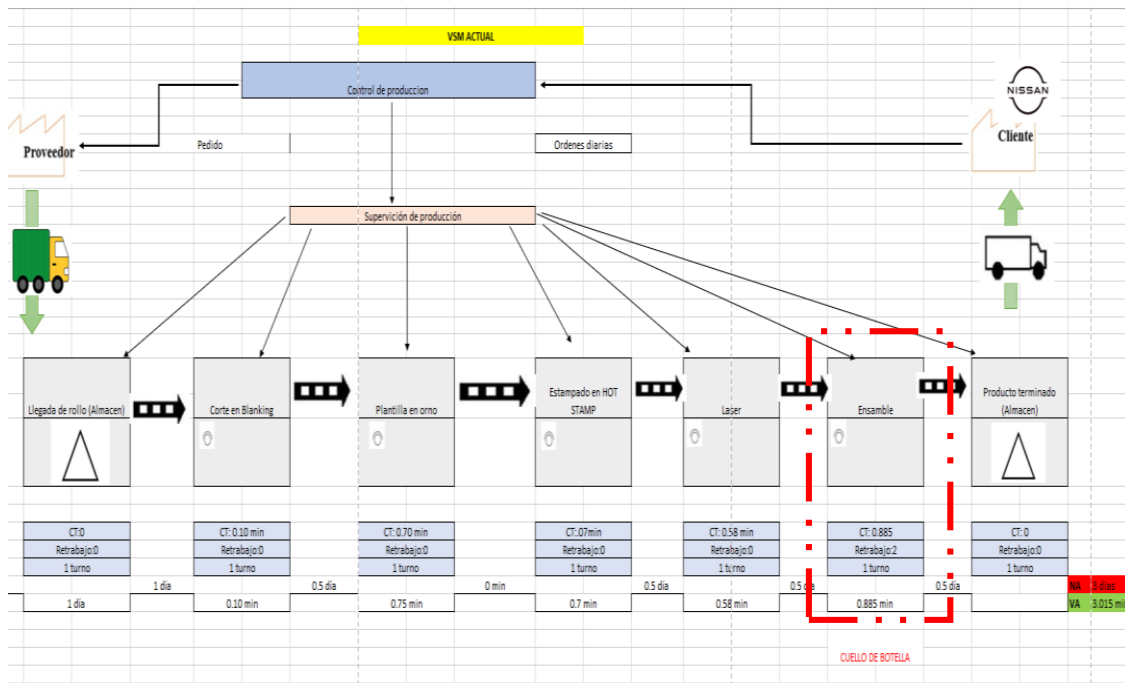 VSM ACTUAL
Control de produccion
NISSAN
Proveedor
Pedido
Ordenes diarias
Cliente
Supervición de producción
Llegada de rollo (Almacen)
Corte en Blanking
Plantilla en orno
Estampado en HOT
STAMP
Laser
Ensamble
Producto terminado
(Almacen)
CT:0
CT: 0.10 min
CT: 0.70 min
CT:.07min
CT: 0.58 min
CT: 0.885
CT: 0
Retrabajo:0
Retrabajo:0
Retrabajo:0
Retrabajo:0
Retrabajo:0
Retrabajo:2
Retrabajo:0
1 turno
1 turno
1 turno
1 turno
1 turno
1 turno
1 turno
1 día
0.5 día
0 min
0.5 día
0.5 día
0.5 día
NA 3 dias
1 día
0.10 min
0.75 min
0.7 min
0.58 min
0.885 min
VA 3.015 min
CUELLO DE BOTELLA